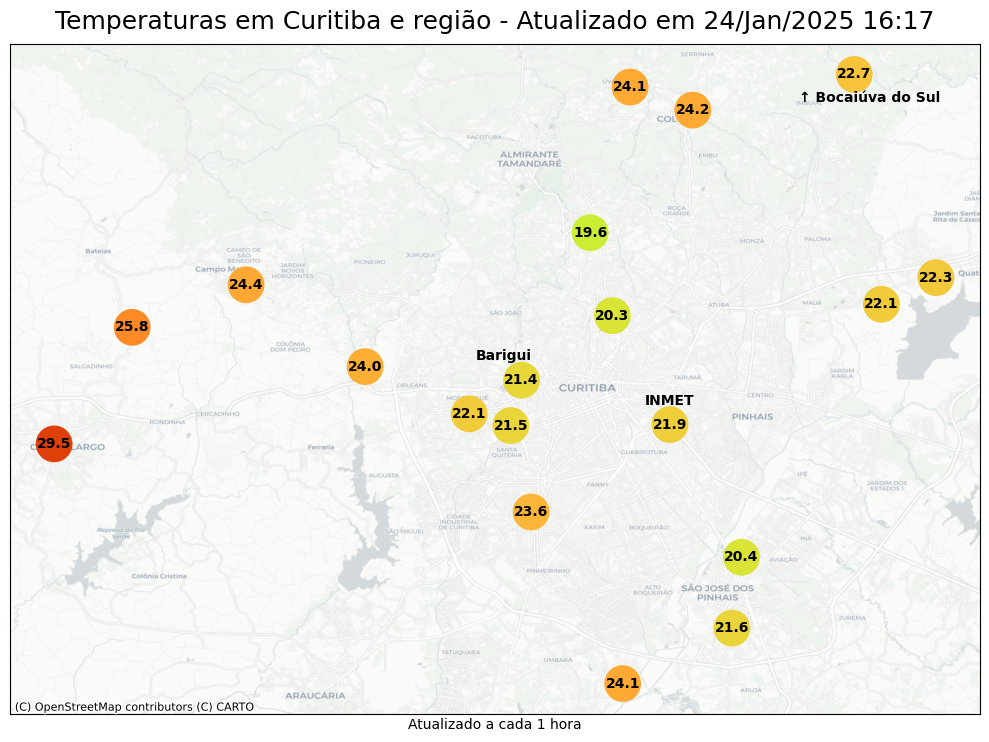 Temperaturas em Curitiba e região - Atualizado em 24/Jan/2025 16:17
SERRINHA
24.1
22.7
24.2
↑ Bocaiúva do Sul
PACOTUBA
ALMIRANTE
TAMANDARÉ
EMBU
ROÇA
GRANDE
Jardim Santa
Rita de Cássia
19.6
MONZA
PALOMA
Bateias
CAMPO DE
SÃO
BENEDITO
JURUQUI
PIONEIRO
JARDIM
NOVOS
HORIZONTES
Campo M
22.3
24.4
22.1
ATUBA
MAUÁ
SÃO JOÃO
20.3
25.8
COLÔNIA
DOM PEDRO
Barigui
SALGADINHO
24.0
21.4
ORLEANS
CURITIBA
TARUMÃ
JARDIM
KARLA
CENTRO
INMET
CERCADINHO
22.1
RONDINHA
21.5
21.9
PINHAIS
29.5
LARGO
Ferraria
SANTA
QUITÉRIA
GUABIROTUBA
AUGUSTA
IPÊ
FANNY
JARDIM DOS
ESTADOS I
23.6
CIDADE
INDUSTRIAL
DE CURITIBA
SÃO MIGUEL
XAXIM
BOQUEIRÃO
Represa do Rio
Verde
INÁ
20.4
AVIAÇÃO
PINHEIRINHO
Colônia Cristina
ALTO
BOQUEIRÃO
SÃO JOSÉ DOS
PINHAIS
JUREMA
21.6
TATUQUARA
UMBARÁ
24.1
ARUJÁ
ARAUCÁRIA
(C) OpenStreetMap contributors (C) CARTO
Atualizado a cada 1 hora